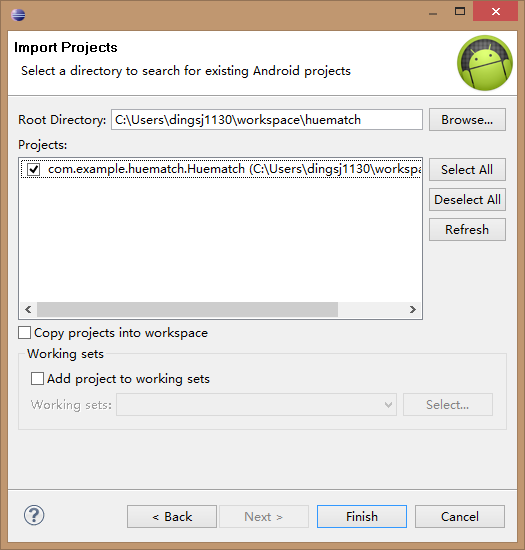 Import Projects
Select a directory to search for existing Android projects
Root Directory: C:\Users\dingsj1130\workspace\huematch Browse...
Projects:
com.example.huematch.Huematch (C:\Users\dingsj1130\workspa
Select All
Deselect All
Refresh
Copy projects into workspace
Working sets
Add project to working sets
Working sets: Select...
? < Back Next > Finish Cancel